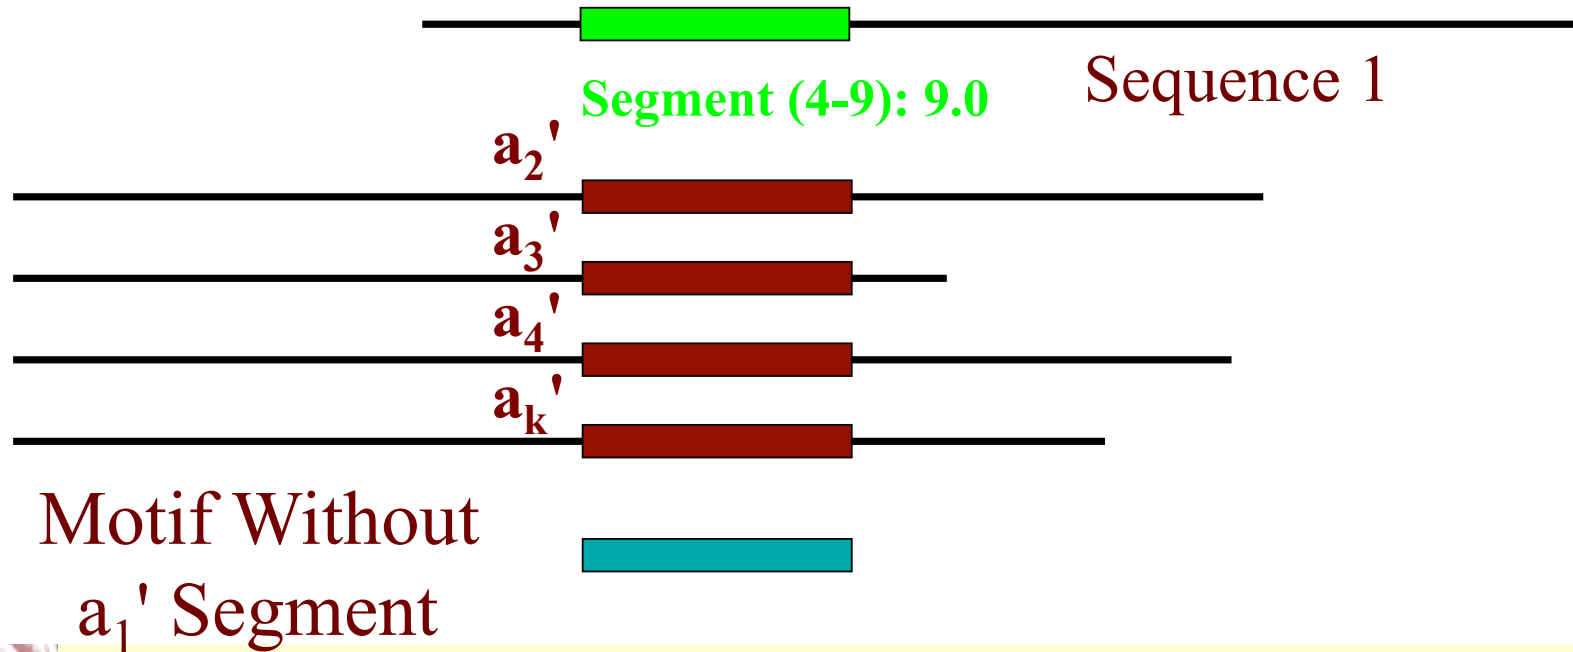 Sequence 1
Segment (4-9): 9.0
a₂'
a₃'
a₄'
aₖ'
Motif Without
a₁' Segment